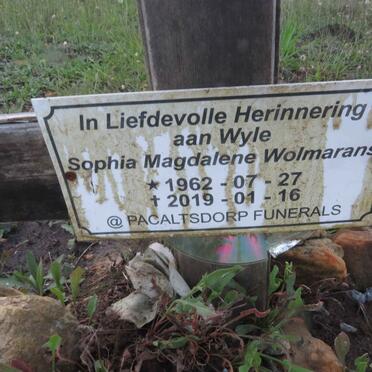 In Liefdevolle Herinnering
aan Wyle
Sophia Magdalene Wolmarans
★ 1962 - 07 - 27
✝ 2019 - 01 - 16
@ PACALTSDORP FUNERALS